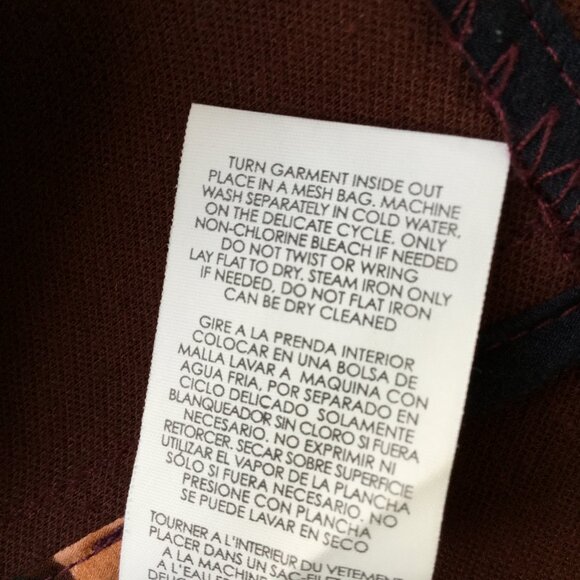 TURN GARMENT INSIDE OUT
PLACE IN A MESH BAG. MACHINE
WASH SEPARATELY IN COLD WATER,
ON THE DELICATE CYCLE. ONLY
NON-CHLORINE BLEACH IF NEEDED
DO NOT TWIST OR WRING
LAY FLAT TO DRY. STEAM IRON ONLY
IF NEEDED. DO NOT FLAT IRON
CAN BE DRY CLEANED
GIRE A LA PRENDA INTERIOR
COLOCAR EN UNA BOLSA DE
MALLA LAVAR A MAQUINA CON
AGUA FRIA, POR SEPARADO EN
CICLO DELICADO SOLAMENTE
BLANQUEADOR SIN CLORO SI FUERA
NECESARIO. NO EXPRIMIR NI
RETORCER. SECAR SOBRE SUPERFICIE
UTILIZAR EL VAPOR DE LA PLANCHA
SÓLO SI FUERA NECESARIO. NO
PRESIONE CON PLANCHA
SE PUEDE LAVAR EN SECO
TOURNER A L'INTERIEUR DU VETEMENT
PLACER DANS UN SAC-FILET
A LA MACHINE
A L'EAU